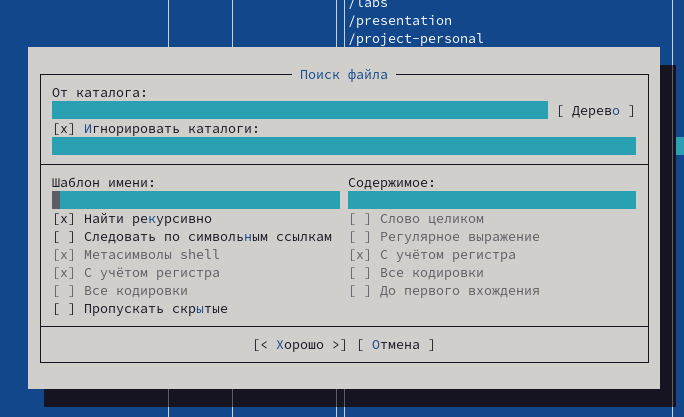 /labs
/presentation
/project-personal
Поиск файла
От каталога:
[ Дерево ]
[x] Игнорировать каталоги:
Шаблон имени:
Содержимое:
[x] Найти рекурсивно
[ ] Слово целиком
[ ] Следовать по символьным ссылкам
[ ] Регулярное выражение
[x] Метасимволы shell
[x] С учётом регистра
[x] С учётом регистра
[ ] Все кодировки
[ ] Все кодировки
[ ] До первого вхождения
[ ] Пропускать скрытые
[< Хорошо >] [ Отмена ]